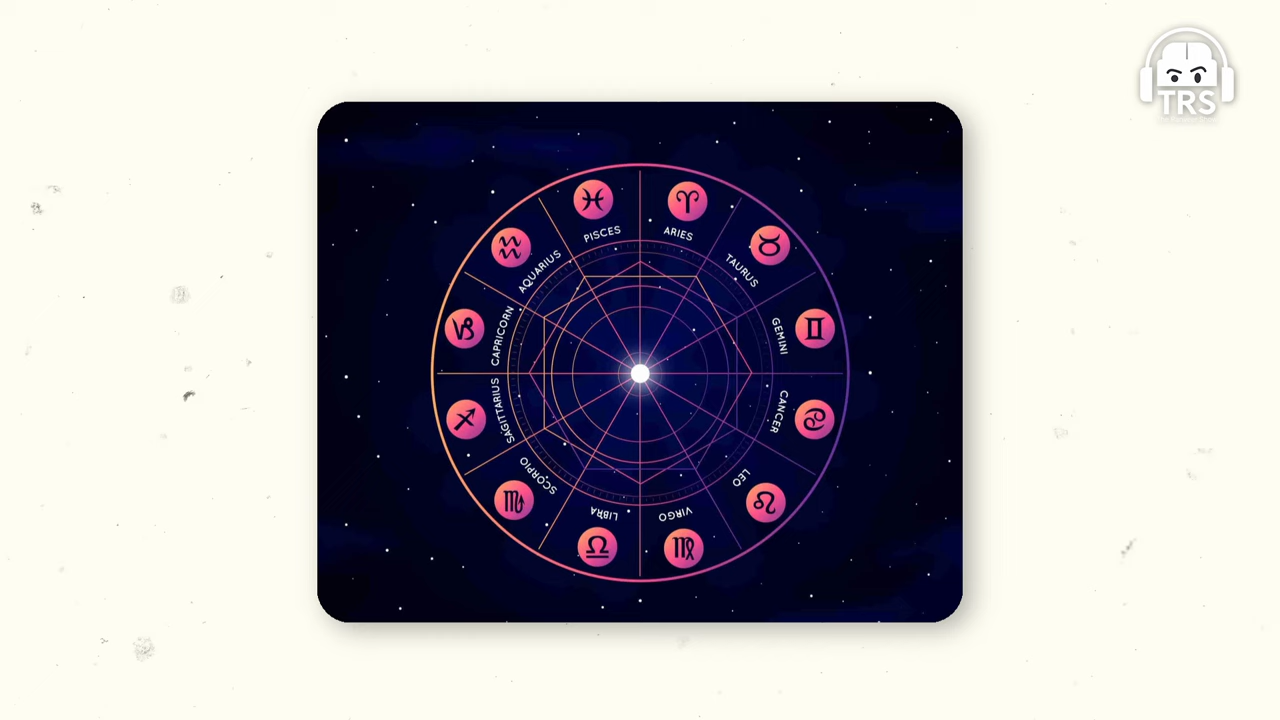 TRS
PISCES
ARIES
TAURUS
GEMINI
CANCER
LEO
VIRGO
LIBRA
SCORPIO
SAGITTARIUS
CAPRICORN
AQUARIUS